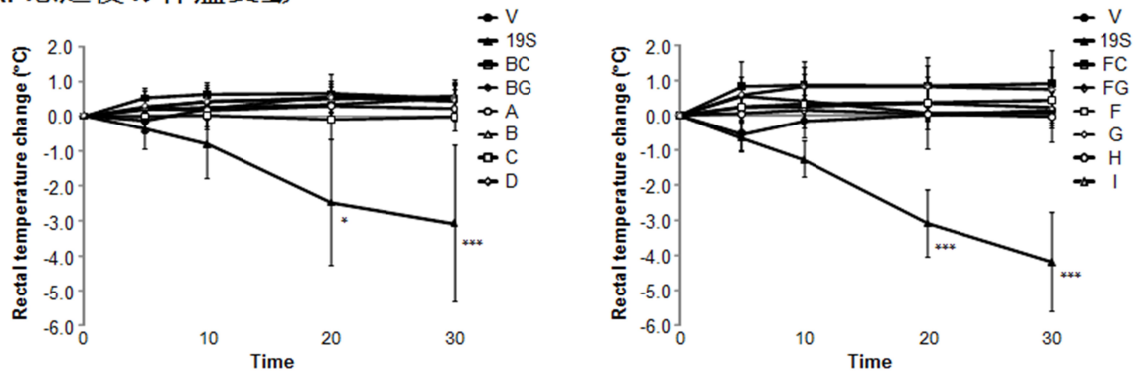 V
19S
BC
BG
A
B
C
D
Rectal temperature change (°C)
2.0
1.0
0.0
-1.0
-2.0
-3.0
-4.0
-5.0
-6.0
0
10
20
30
Time
*
***
V
19S
FC
FG
F
G
H
I
Rectal temperature change (°C)
2.0
1.0
0.0
-1.0
-2.0
-3.0
-4.0
-5.0
-6.0
0
10
20
30
Time
***
***